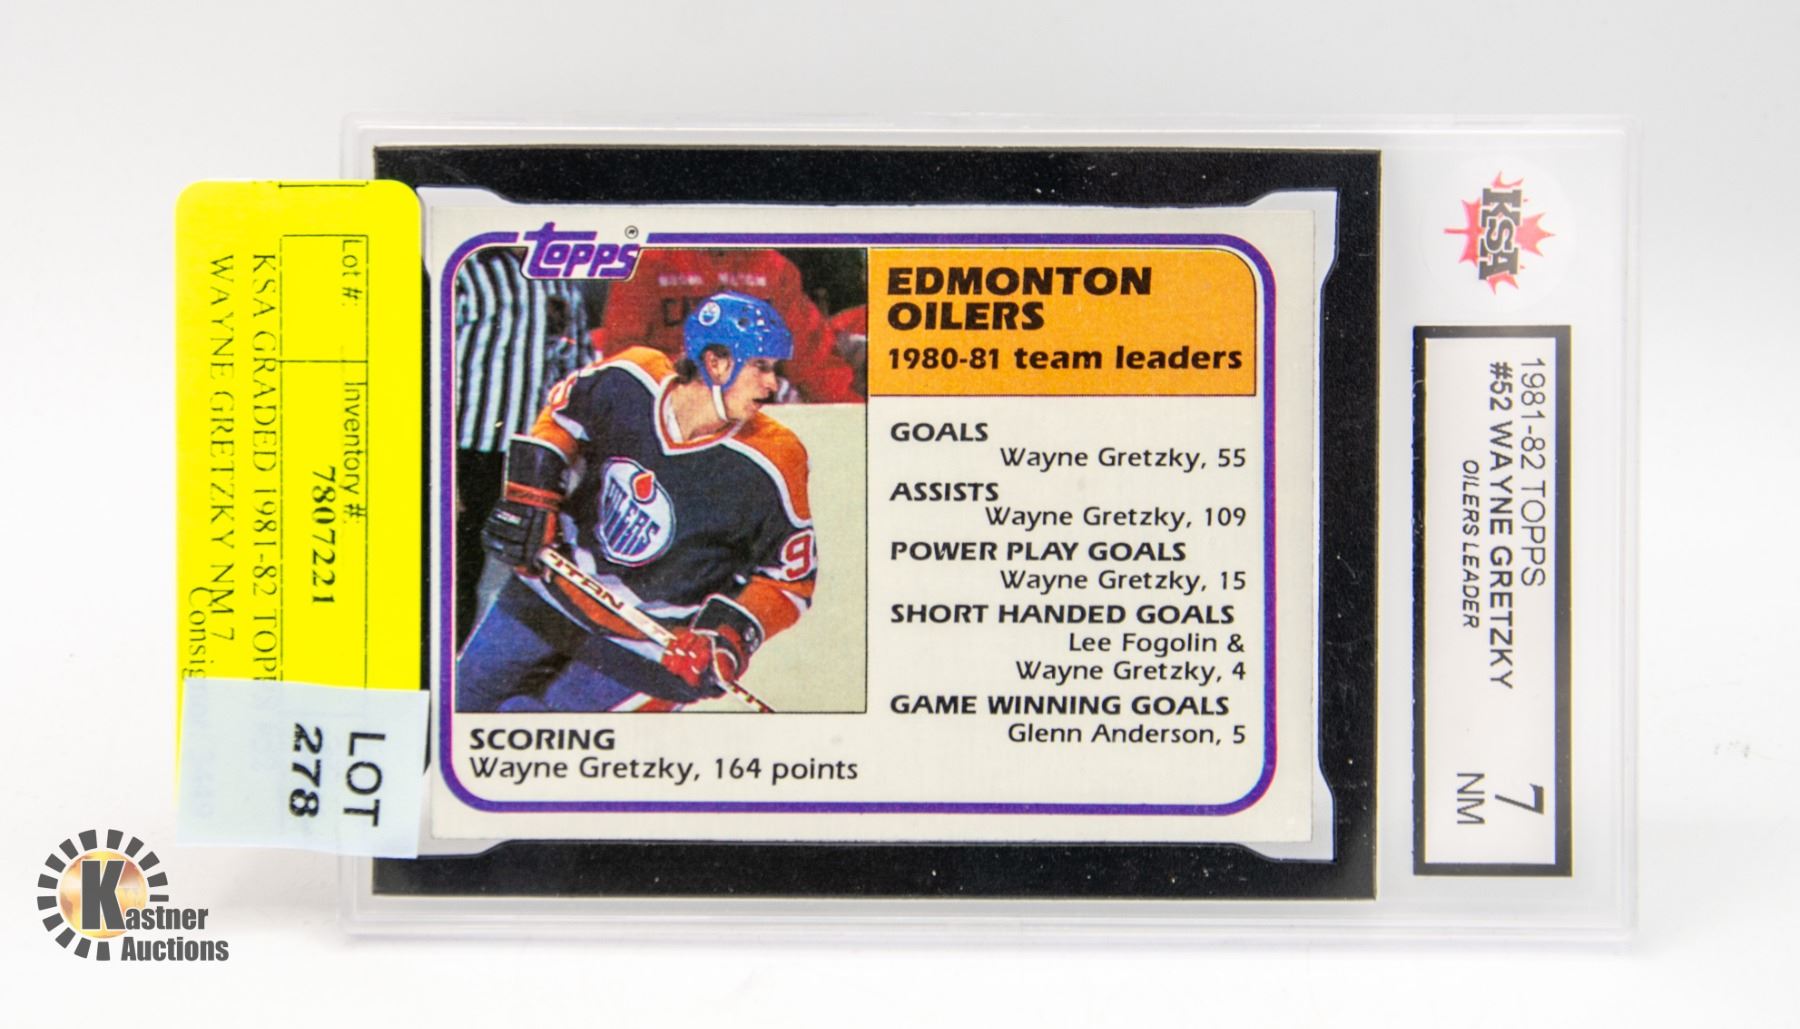 Lot #:
Inventory #:
7807221
KSA GRADED 1981-82 TOPPS #52
WAYNE GRETZKY NM 7
LOT
278
Kastner
Auctions
topps®
OILERS
9
TITAN
EDMONTON
OILERS
1980-81 team leaders
GOALS
Wayne Gretzky, 55
ASSISTS
Wayne Gretzky, 109
POWER PLAY GOALS
Wayne Gretzky, 15
SHORT HANDED GOALS
Lee Fogolin &
Wayne Gretzky, 4
GAME WINNING GOALS
Glenn Anderson, 5
SCORING
Wayne Gretzky, 164 points
KSA
1981-82 TOPPS
#52 WAYNE GRETZKY
OILERS LEADER
7
NM